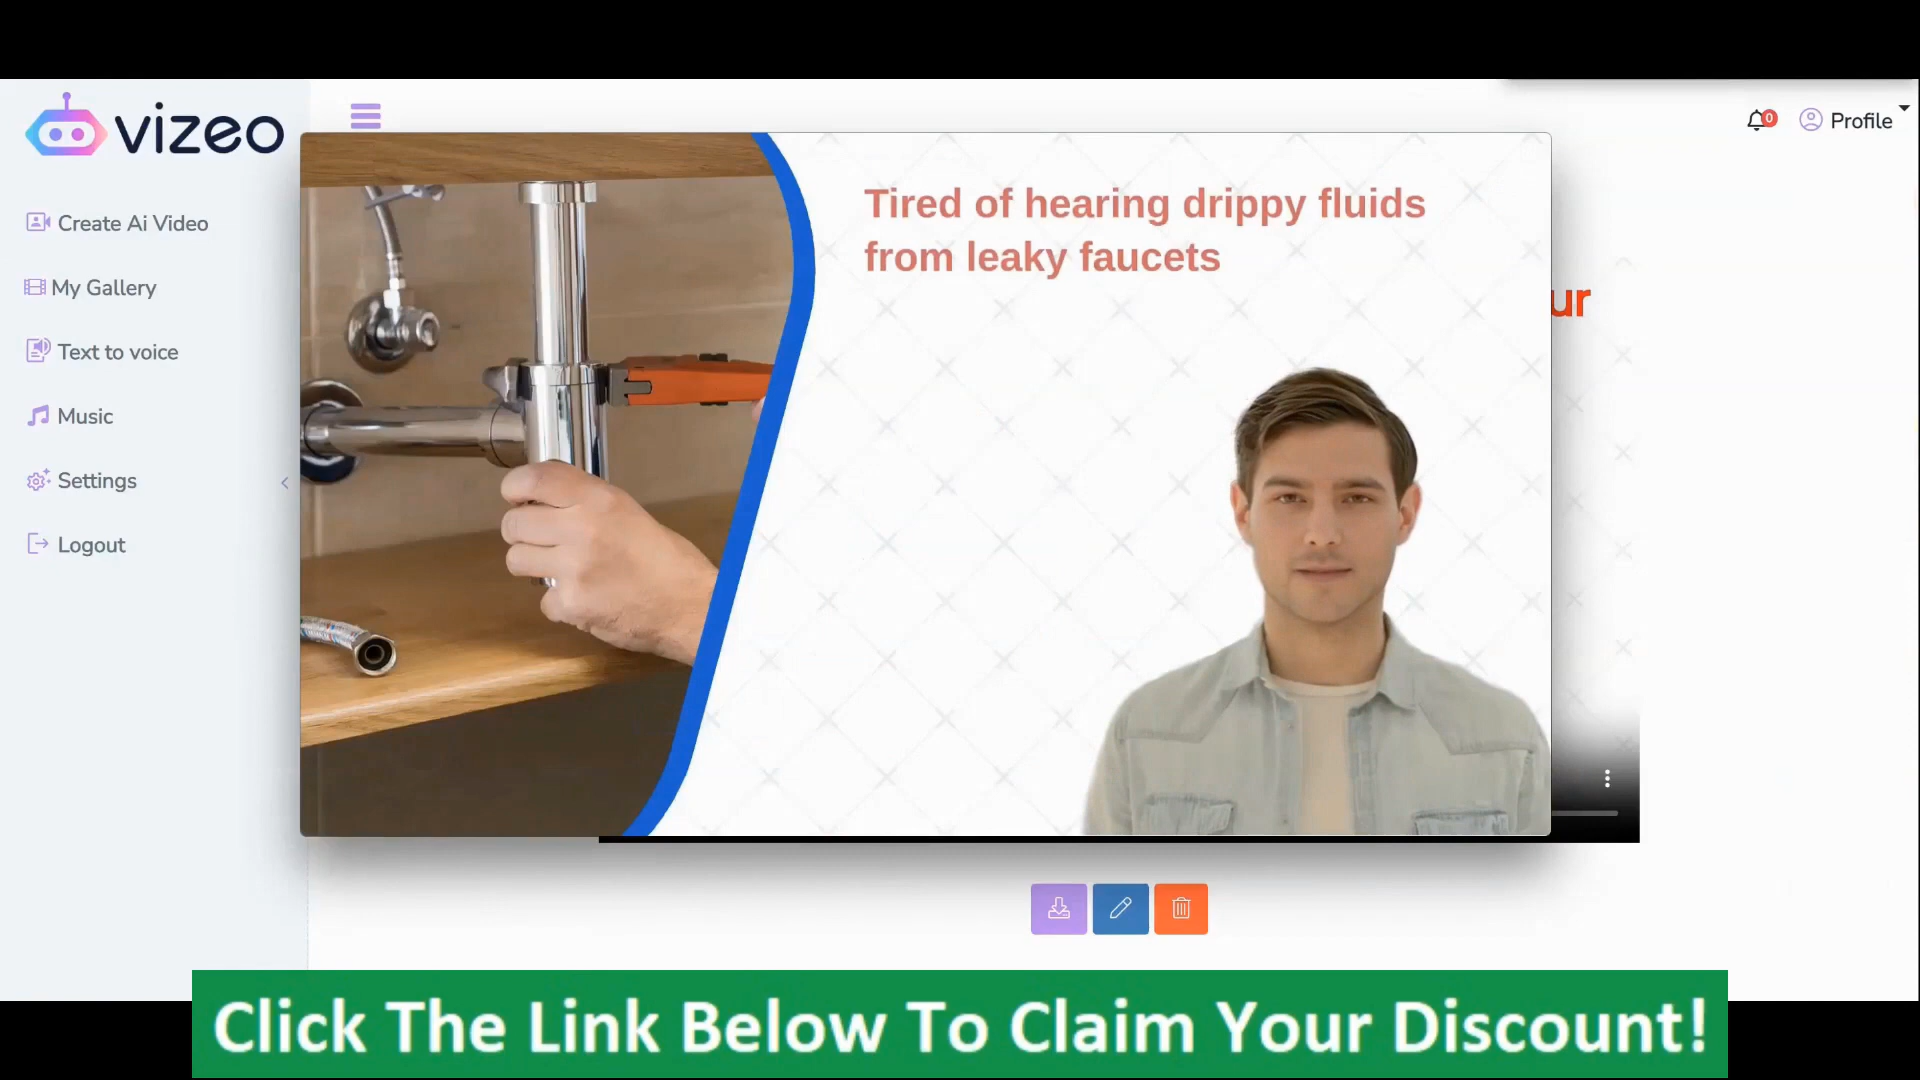 vizeo
0
Profile
Create Ai Video
My Gallery
Text to voice
Music
Settings
Logout
Tired of hearing drippy fluids
from leaky faucets
ur
Click The Link Below To Claim Your Discount!